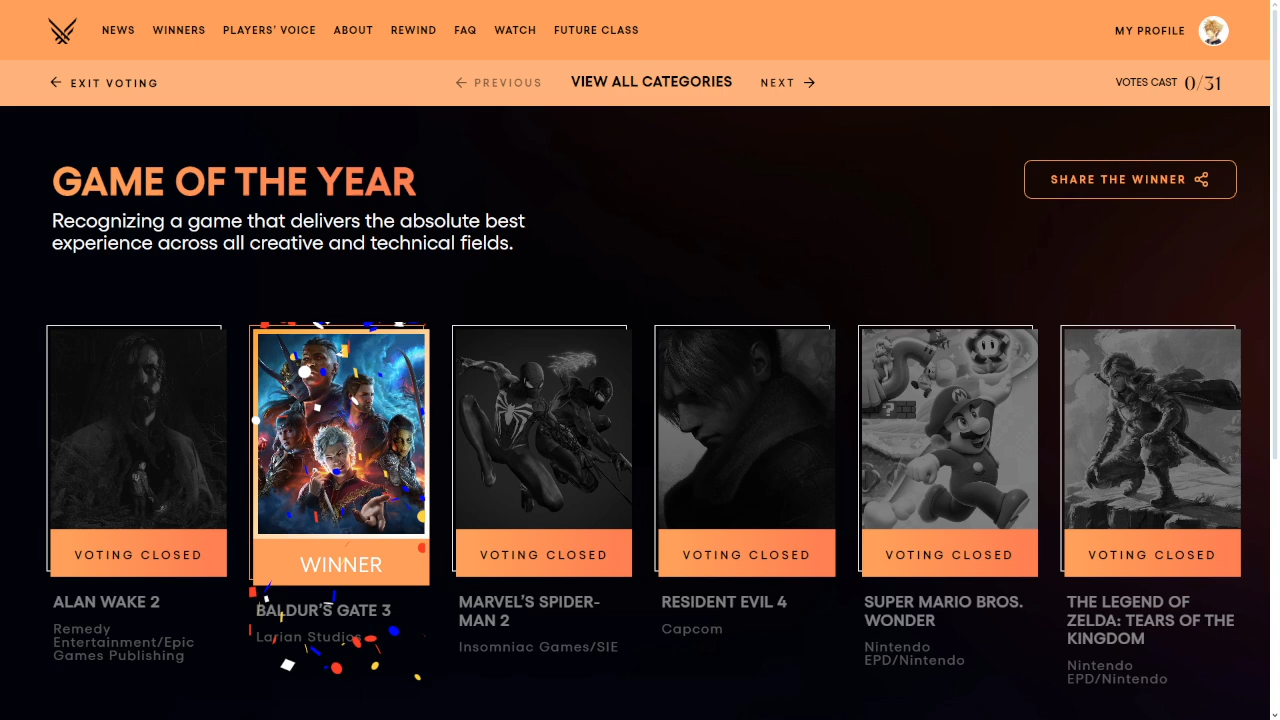 NEWS WINNERS PLAYERS' VOICE ABOUT REWIND FAQ WATCH FUTURE CLASS MY PROFILE
EXIT VOTING PREVIOUS VIEW ALL CATEGORIES NEXT VOTES CAST 0/31
GAME OF THE YEAR
SHARE THE WINNER
Recognizing a game that delivers the absolute best
experience across all creative and technical fields.
VOTING CLOSED
ALAN WAKE 2
Remedy
Entertainment/Epic
Games Publishing
WINNER
BALDUR'S GATE 3
Larian Studios
VOTING CLOSED
MARVEL'S SPIDER-
MAN 2
Insomniac Games/SIE
VOTING CLOSED
RESIDENT EVIL 4
Capcom
VOTING CLOSED
SUPER MARIO BROS.
WONDER
Nintendo
EPD/Nintendo
VOTING CLOSED
THE LEGEND OF
ZELDA: TEARS OF THE
KINGDOM
Nintendo
EPD/Nintendo